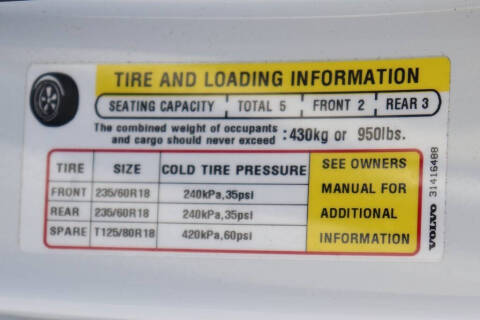 TIRE AND LOADING INFORMATION
SEATING CAPACITY TOTAL 5 FRONT 2 REAR 3
The combined weight of occupants
and cargo should never exceed :430kg or 950lbs.
TIRE SIZE COLD TIRE PRESSURE
FRONT 235/60R18 240kPa,35psi
REAR 235/60R18 240kPa,35psi
SPARE T125/80R18 420kPa,60psi
SEE OWNERS
MANUAL FOR
ADDITIONAL
INFORMATION
VOLVO 31416488